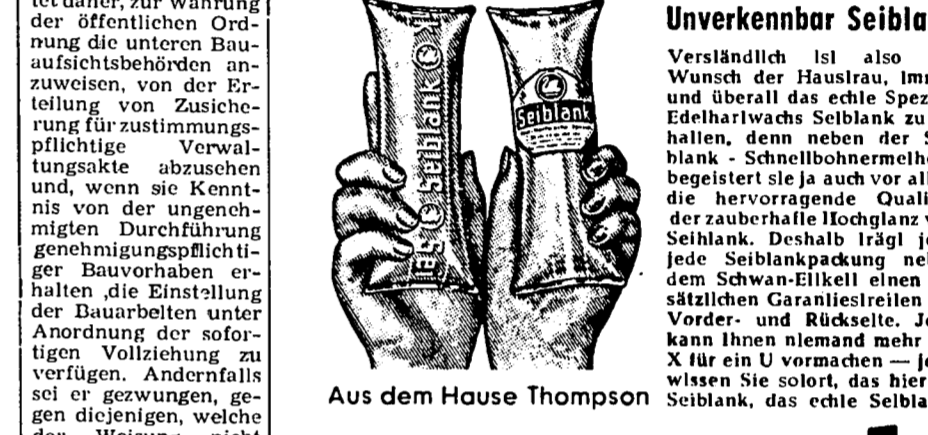 tet daher, zur Wahrung
der öffentlichen Ord-
nung die unteren Bau-
aufsichtsbehörden an-
zuweisen, von der Er-
teilung von Zusiche-
rung für zustimmungs-
pflichtige Verwal-
tungsakte abzusehen
und, wenn sie Kennt-
nis von der ungeneh-
migten Durchführung
genehmigungspflichti-
ger Bauvorhaben er-
halten ,die Einstellung
der Bauarbeiten unter
Anordnung der sofor-
tigen Vollziehung zu
verfügen. Andernfalls
sei er gezwungen, ge-
gen diejenigen, welche
der Weisung nicht
Seiblank
Seiblank
Aus dem Hause Thompson
Unverkennbar Seibla
Verständlich ist also
Wunsch der Hausfrau, imm
und überall das echte Spez
Edelhartwachs Seiblank zu
halten, denn neben der S
blank - Schnellbohnermethe
begeistert sie ja auch vor all
die hervorragende Quali
der zauberhafte Hochglanz v
Seiblank. Deshalb trägt je
jede Seiblankpackung ne
dem Schwan-Etikett einen
sätzlichen Garantiestreifen
Vorder- und Rückseite. Je
kann Ihnen niemand mehr
X für ein U vormachen — je
wissen Sie sofort, das hier
Seiblank, das echte Seibla